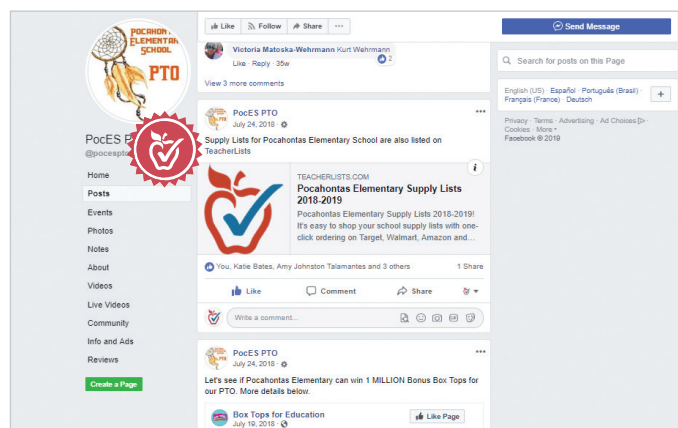 POCAHON
ELEMENTAR
SCHOOL
PTO
PocES P
@pocespt
Home
Posts
Events
Photos
Notes
About
Videos
Live Videos
Community
Info and Ads
Reviews
Create a Page
Like Follow Share ...
Victoria Matoska-Wehrmann Kurt Wehrmann
2
Like · Reply · 35w
View 3 more comments
PocES PTO
July 24, 2018 ·
Supply Lists for Pocahontas Elementary School are also listed on
TeacherLists
i
TEACHERLISTS.COM
Pocahontas Elementary Supply Lists
2018-2019
Pocahontas Elementary Supply Lists 2018-2019!
It's easy to shop your school supply lists with one-
click ordering on Target, Walmart, Amazon and...
You, Katie Bates, Amy Johnston Talamantes and 3 others 1 Share
Like Comment Share
Write a comment...
GIF
PocES PTO
July 24, 2018 ·
Let's see if Pocahontas Elementary can win 1 MILLION Bonus Box Tops for
our PTO. More details below.
Box Tops for Education
July 19, 2018 ·
Like Page
Send Message
Search for posts on this Page
English (US) · Español · Português (Brasil) ·
Français (France) · Deutsch
+
Privacy · Terms · Advertising · Ad Choices ·
Cookies · More
Facebook © 2019